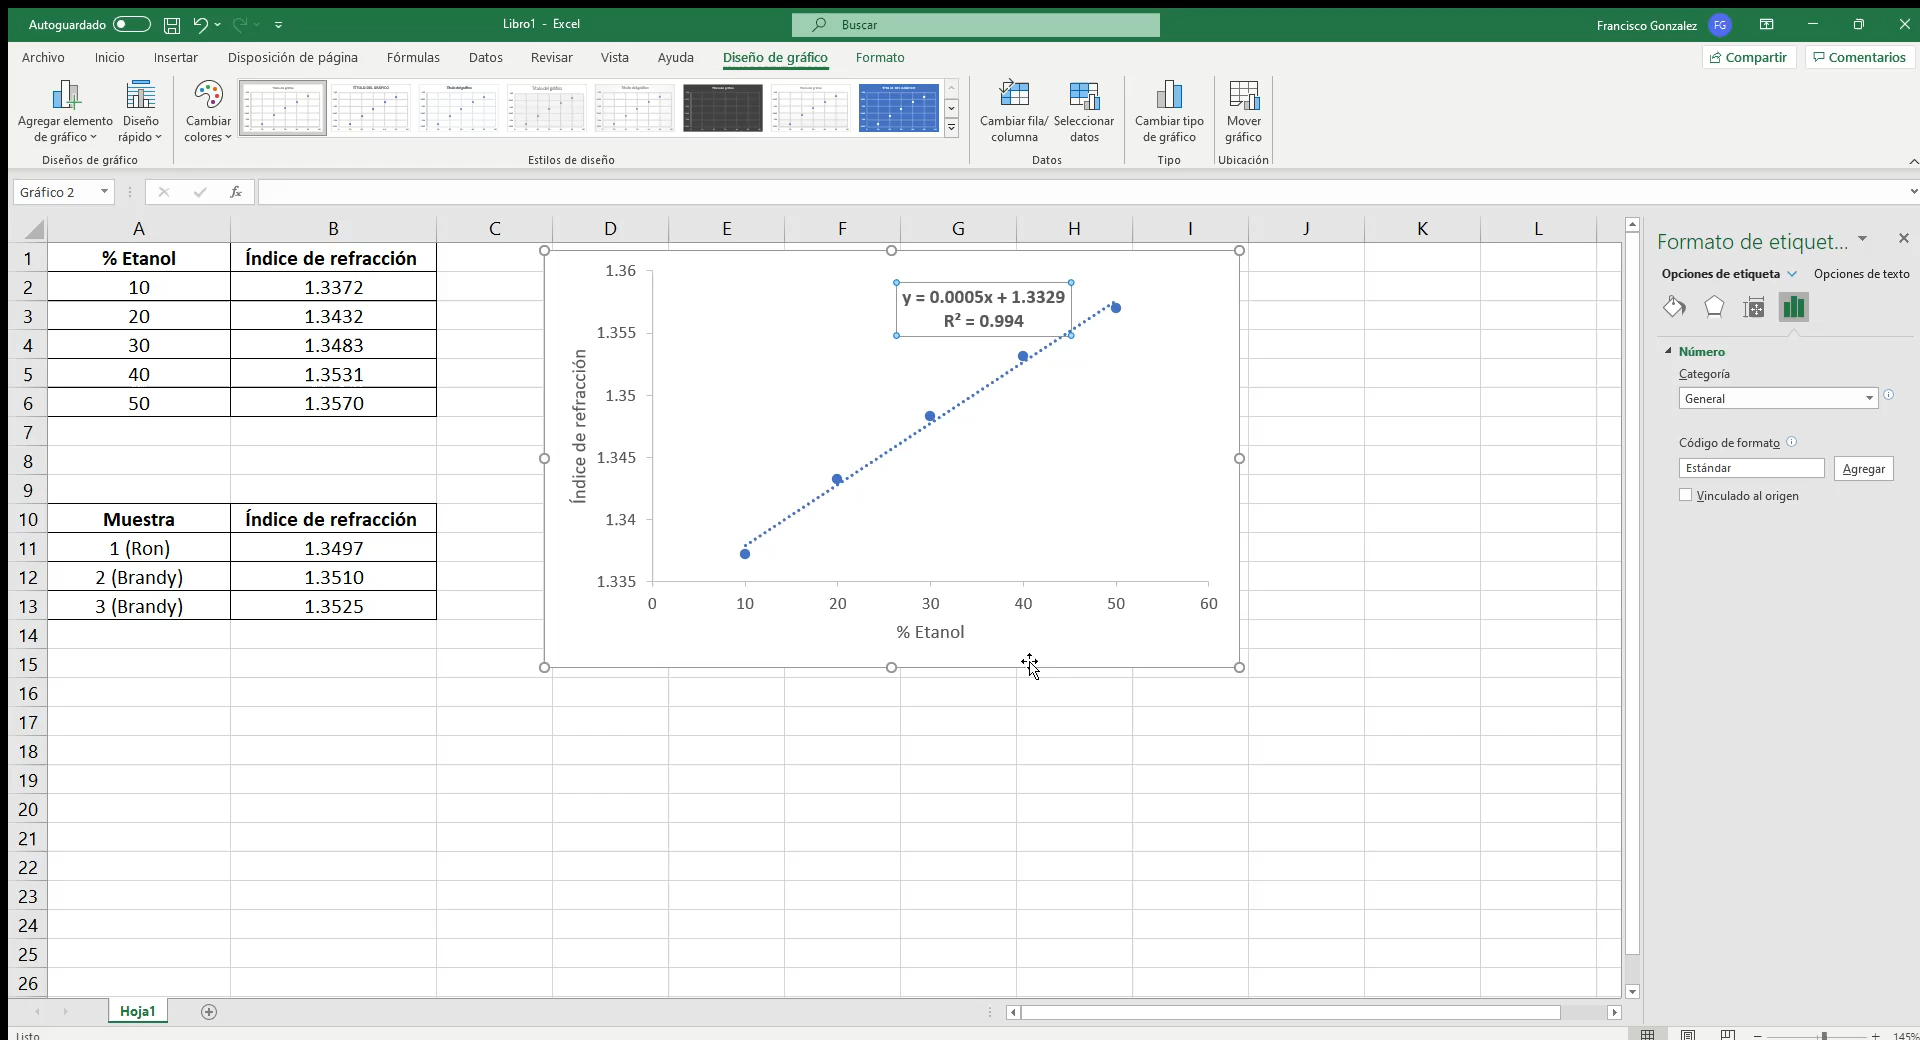 Autoguardado
Libro1 - Excel
Buscar
Francisco Gonzalez
FG
Archivo Inicio Insertar Disposición de página Fórmulas Datos Revisar Vista Ayuda Diseño de gráfico Formato
Compartir
Comentarios
Agregar elemento de gráfico
Diseño rápido
Cambiar colores
Cambiar fila/ columna
Seleccionar datos
Cambiar tipo de gráfico
Mover gráfico
Diseños de gráfico
Estilos de diseño
Datos
Tipo
Ubicación
Gráfico 2
fx
A B C D E F G H I J K L
1 % Etanol Índice de refracción
2 10 1.3372
3 20 1.3432
4 30 1.3483
5 40 1.3531
6 50 1.3570
7
8
9
10 Muestra Índice de refracción
11 1 (Ron) 1.3497
12 2 (Brandy) 1.3510
13 3 (Brandy) 1.3525
14
15
16
17
18
19
20
21
22
23
24
25
26
1.36
1.355
1.35
1.345
1.34
1.335
Índice de refracción
y = 0.0005x + 1.3329
R² = 0.994
0 10 20 30 40 50 60
% Etanol
Formato de etiquet...
Opciones de etiqueta
Opciones de texto
Número
Categoría
General
Código de formato
Estándar
Agregar
Vinculado al origen
Hoja1
Listo
145%